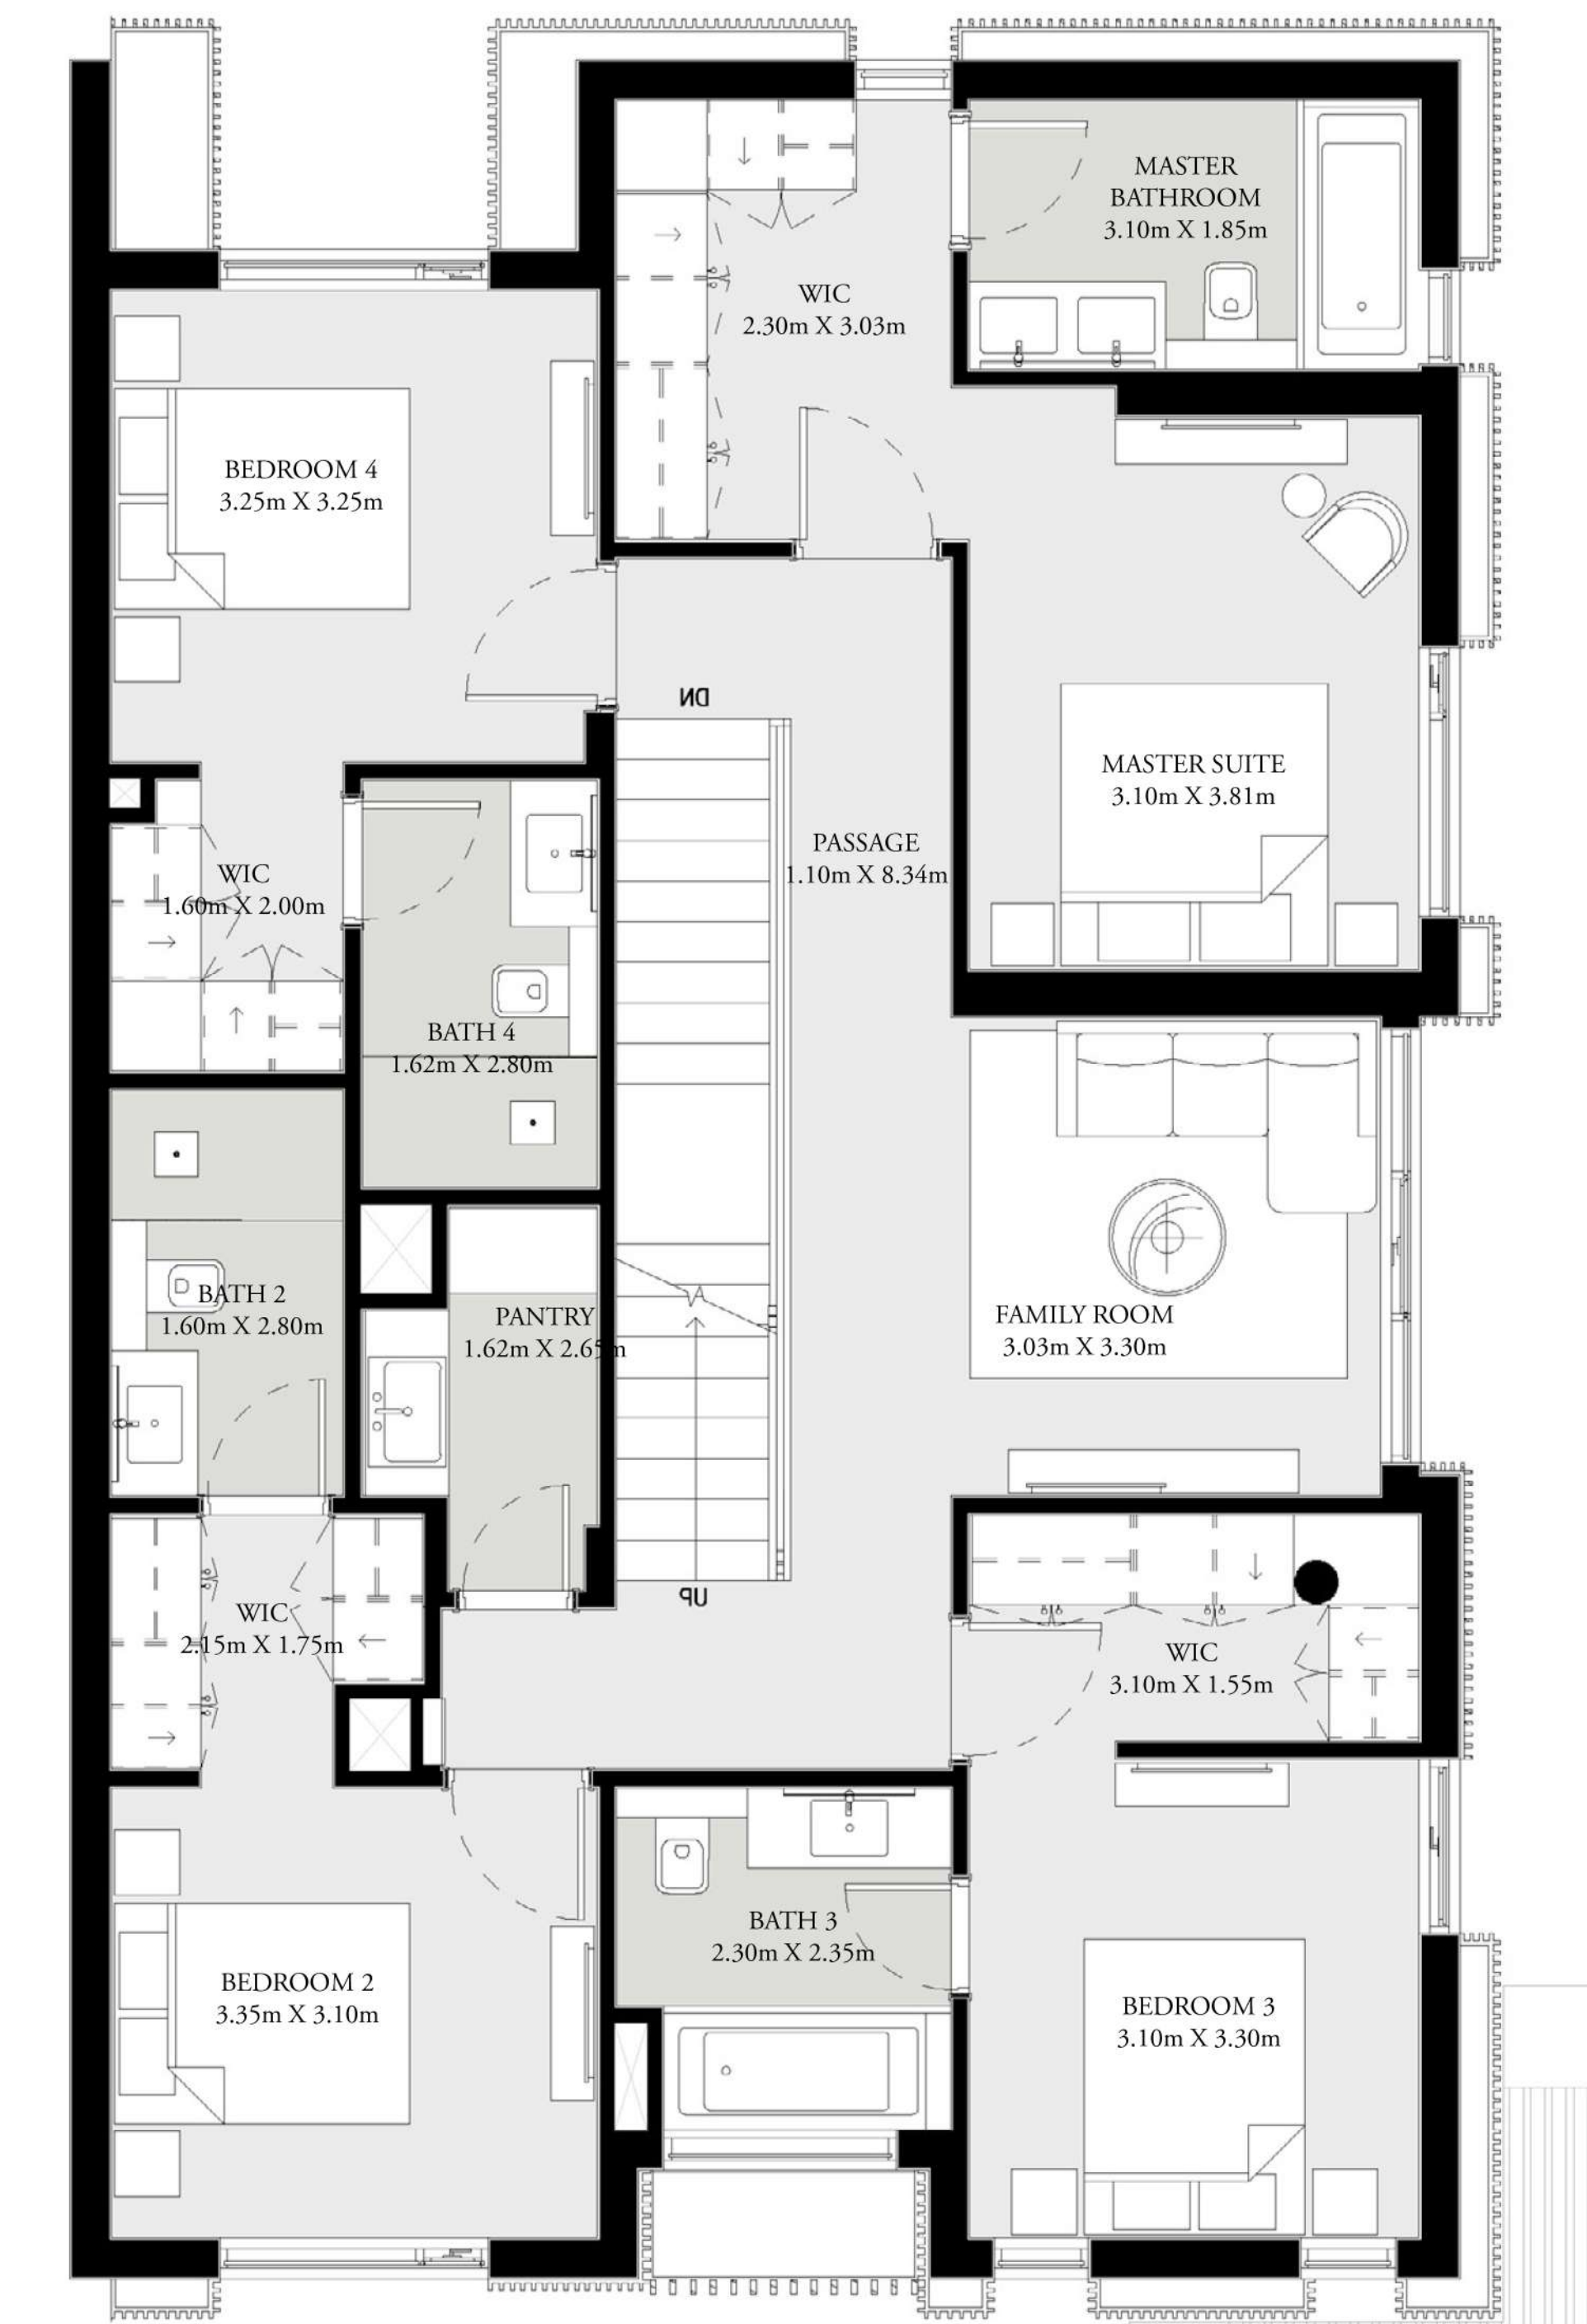 MASTER
BATHROOM
3.10m X 1.85m
WIC
2.30m X 3.03m
BEDROOM 4
3.25m X 3.25m
DN
MASTER SUITE
3.10m X 3.81m
PASSAGE
1.10m X 8.34m
WIC
1.60m X 2.00m
BATH 4
1.62m X 2.80m
BATH 2
1.60m X 2.80m
PANTRY
1.62m X 2.65m
FAMILY ROOM
3.03m X 3.30m
UP
WIC
2.15m X 1.75m
WIC
3.10m X 1.55m
BATH 3
2.30m X 2.35m
BEDROOM 2
3.35m X 3.10m
BEDROOM 3
3.10m X 3.30m